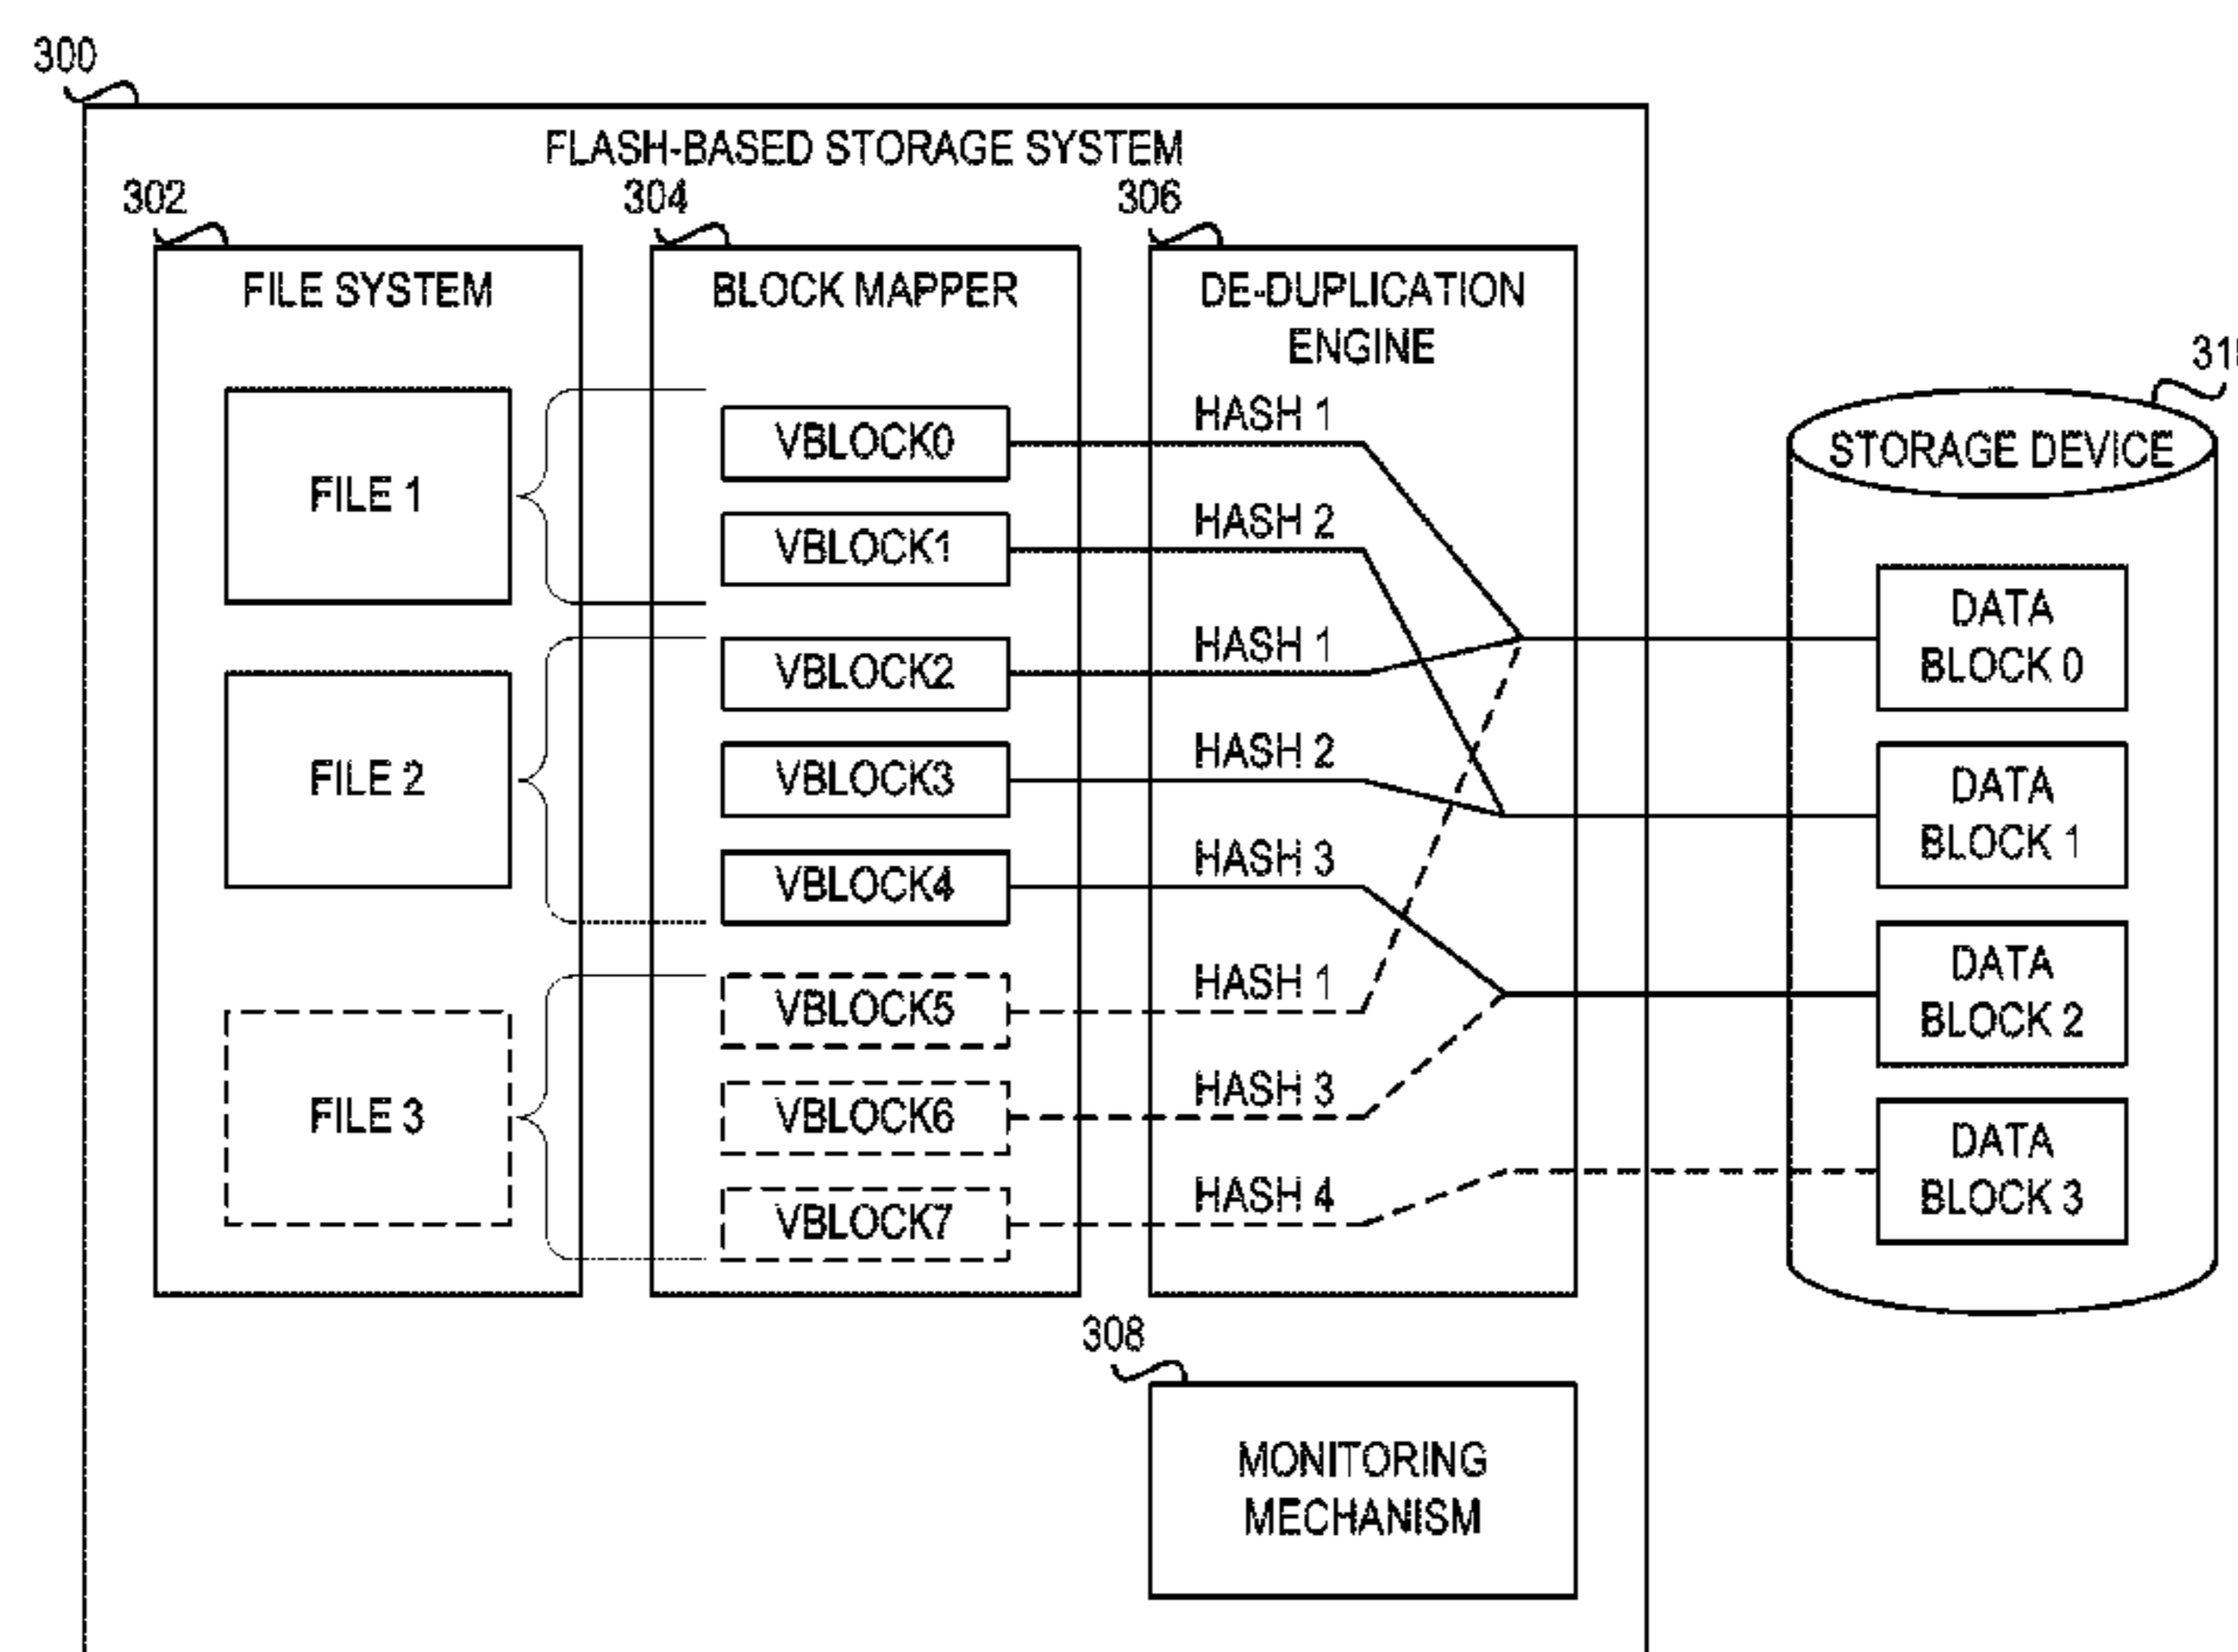 300
FLASH-BASED STORAGE SYSTEM
302
304
306
FILE SYSTEM
BLOCK MAPPER
DE-DUPLICATION
ENGINE
FILE 1
FILE 2
FILE 3
VBLOCK0
VBLOCK1
VBLOCK2
VBLOCK3
VBLOCK4
VBLOCK5
VBLOCK6
VBLOCK7
HASH 1
HASH 2
HASH 1
HASH 2
HASH 3
HASH 1
HASH 3
HASH 4
STORAGE DEVICE
DATA
BLOCK 0
DATA
BLOCK 1
DATA
BLOCK 2
DATA
BLOCK 3
308
MONITORING
MECHANISM